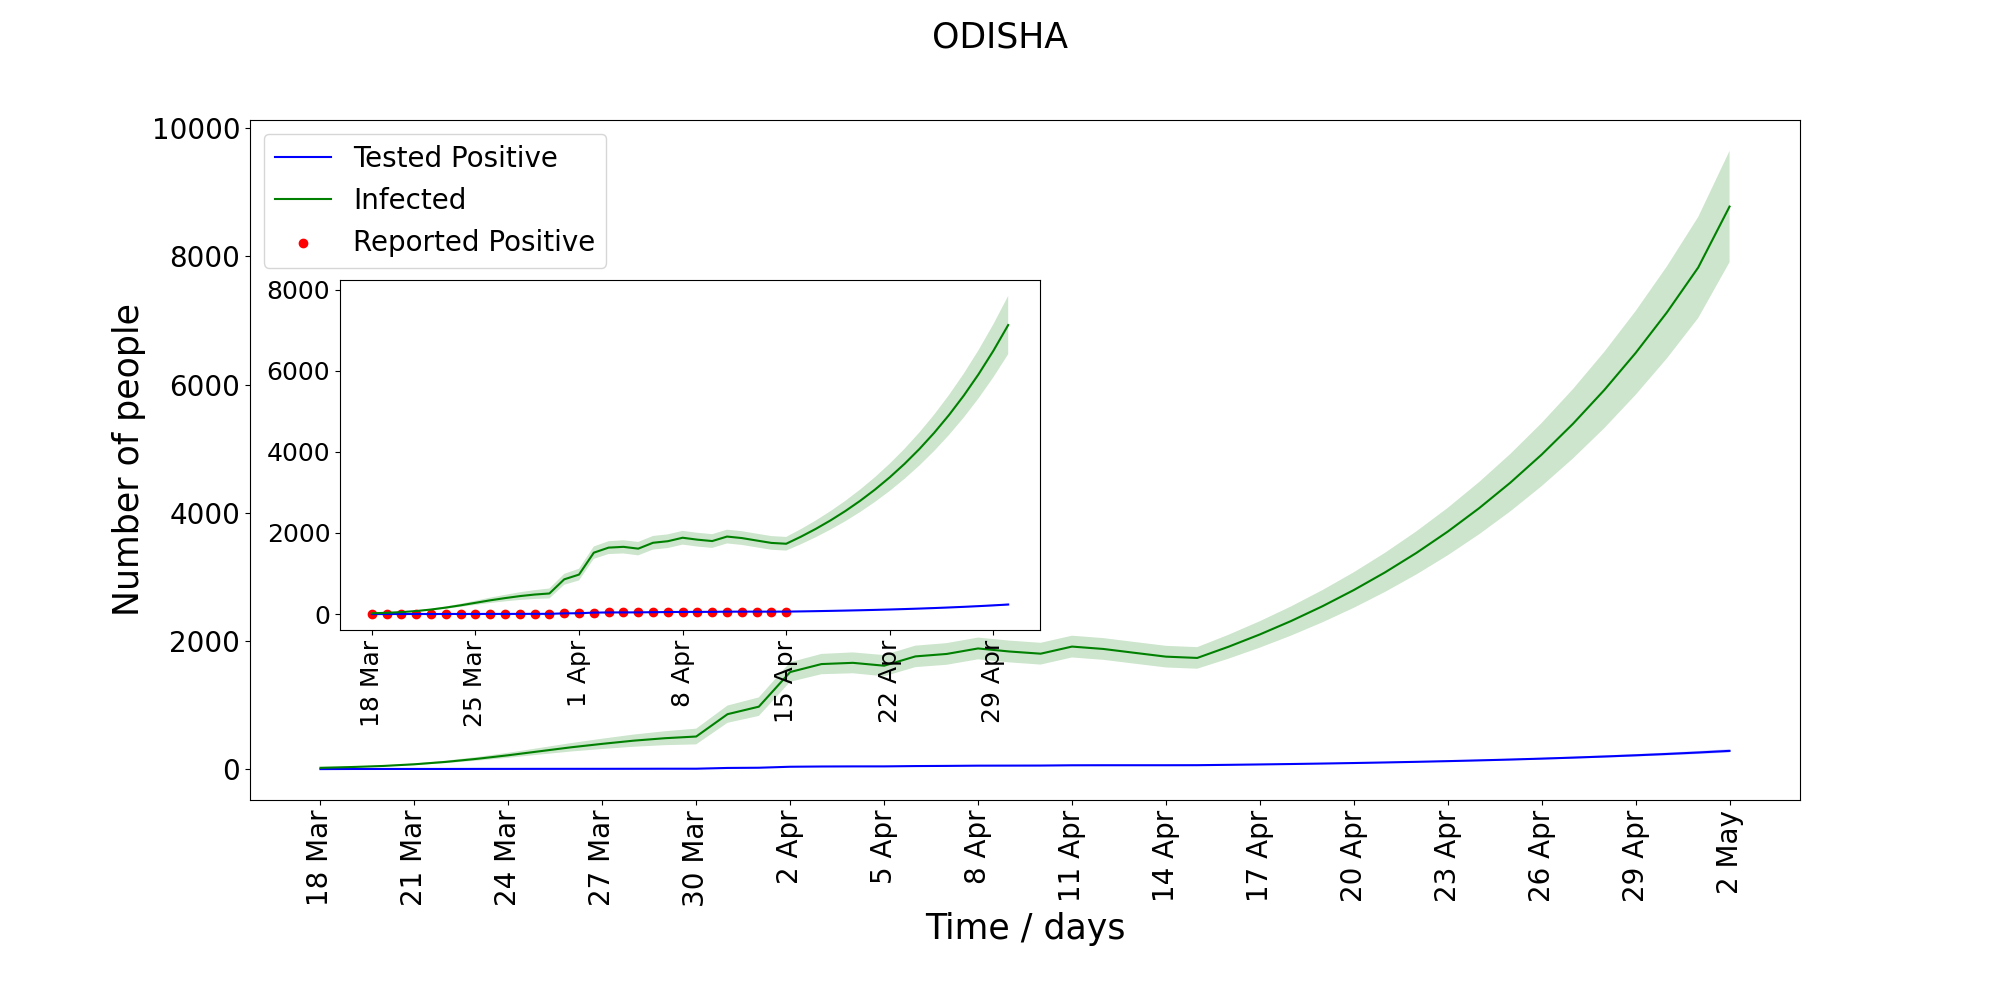 ODISHA
10000
8000
6000
4000
2000
0
Number of people
Tested Positive
Infected
Reported Positive
8000
6000
4000
2000
0
18 Mar
25 Mar
1 Apr
8 Apr
15 Apr
22 Apr
29 Apr
18 Mar
21 Mar
24 Mar
27 Mar
30 Mar
2 Apr
5 Apr
8 Apr
11 Apr
14 Apr
17 Apr
20 Apr
23 Apr
26 Apr
29 Apr
2 May
Time / days